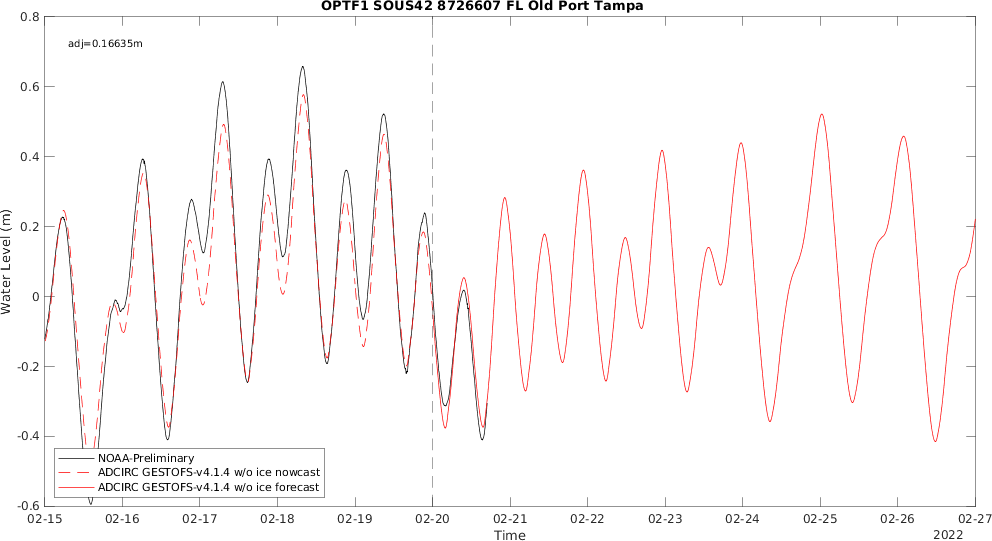 OPTF1 SOUS42 8726607 FL Old Port Tampa
adj=0.16635m
Water Level (m)
0.8
0.6
0.4
0.2
0
-0.2
-0.4
-0.6
NOAA-Preliminary
ADCIRC GESTOFS-v4.1.4 w/o ice nowcast
ADCIRC GESTOFS-v4.1.4 w/o ice forecast
02-15 02-16 02-17 02-18 02-19 02-20 02-21 02-22 02-23 02-24 02-25 02-26 02-27
Time
2022